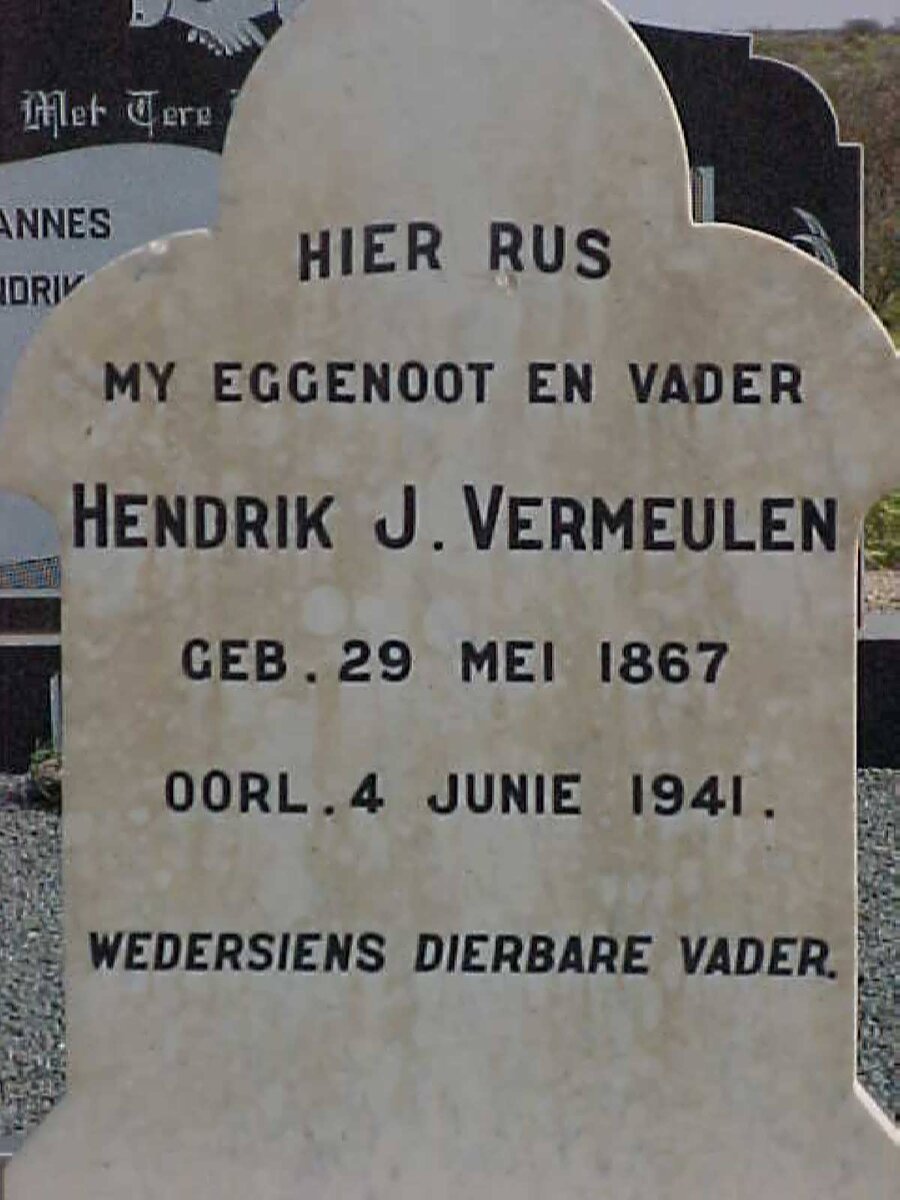 Met Tere
ANNES
NDRIK
HIER RUS
MY EGGENOOT EN VADER
HENDRIK J. VERMEULEN
GEB. 29 MEI 1867
OORL. 4 JUNIE 1941.
WEDERSIENS DIERBARE VADER.